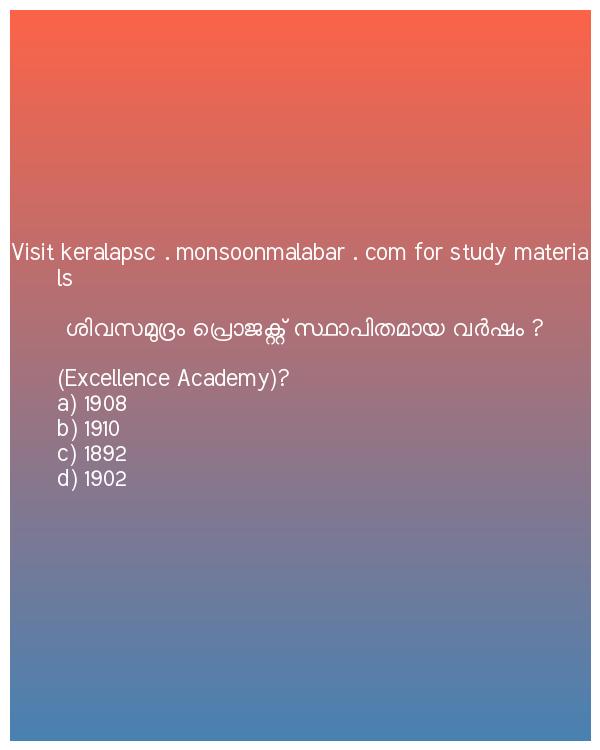 Visit keralapsc . monsoonmalabar . com for study materia
ls
ശിവസമുദ്രം പ്രൊജക്റ്റ് സ്ഥാപിതമായ വർഷം ?
(Excellence Academy)?
a) 1908
b) 1910
c) 1892
d) 1902